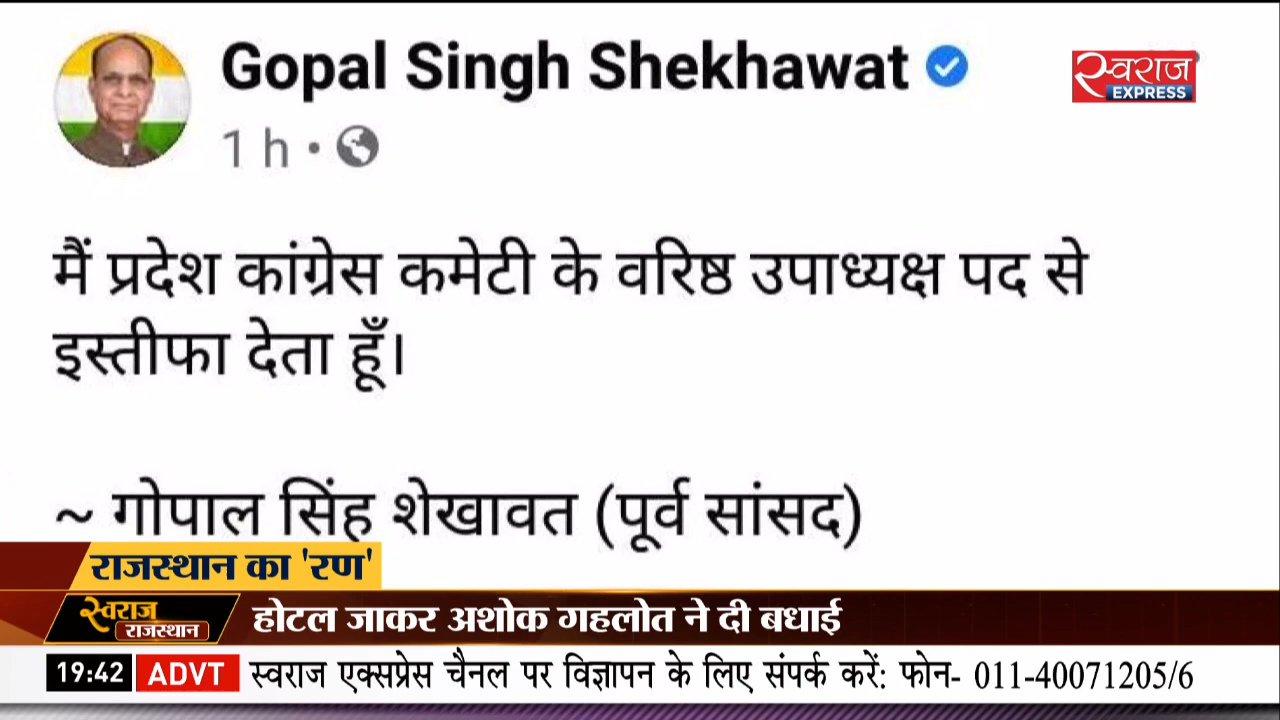 Gopal Singh Shekhawat
स्वराज
EXPRESS
1 h
मैं प्रदेश कांग्रेस कमेटी के वरिष्ठ उपाध्यक्ष पद से
इस्तीफा देता हूँ।
~ गोपाल सिंह शेखावत (पूर्व सांसद)
राजस्थान का 'रण'
स्वराज
राजस्थान
होटल जाकर अशोक गहलोत ने दी बधाई
19:42 ADVT स्वराज एक्सप्रेस चैनल पर विज्ञापन के लिए संपर्क करें: फोन- 011-40071205/6